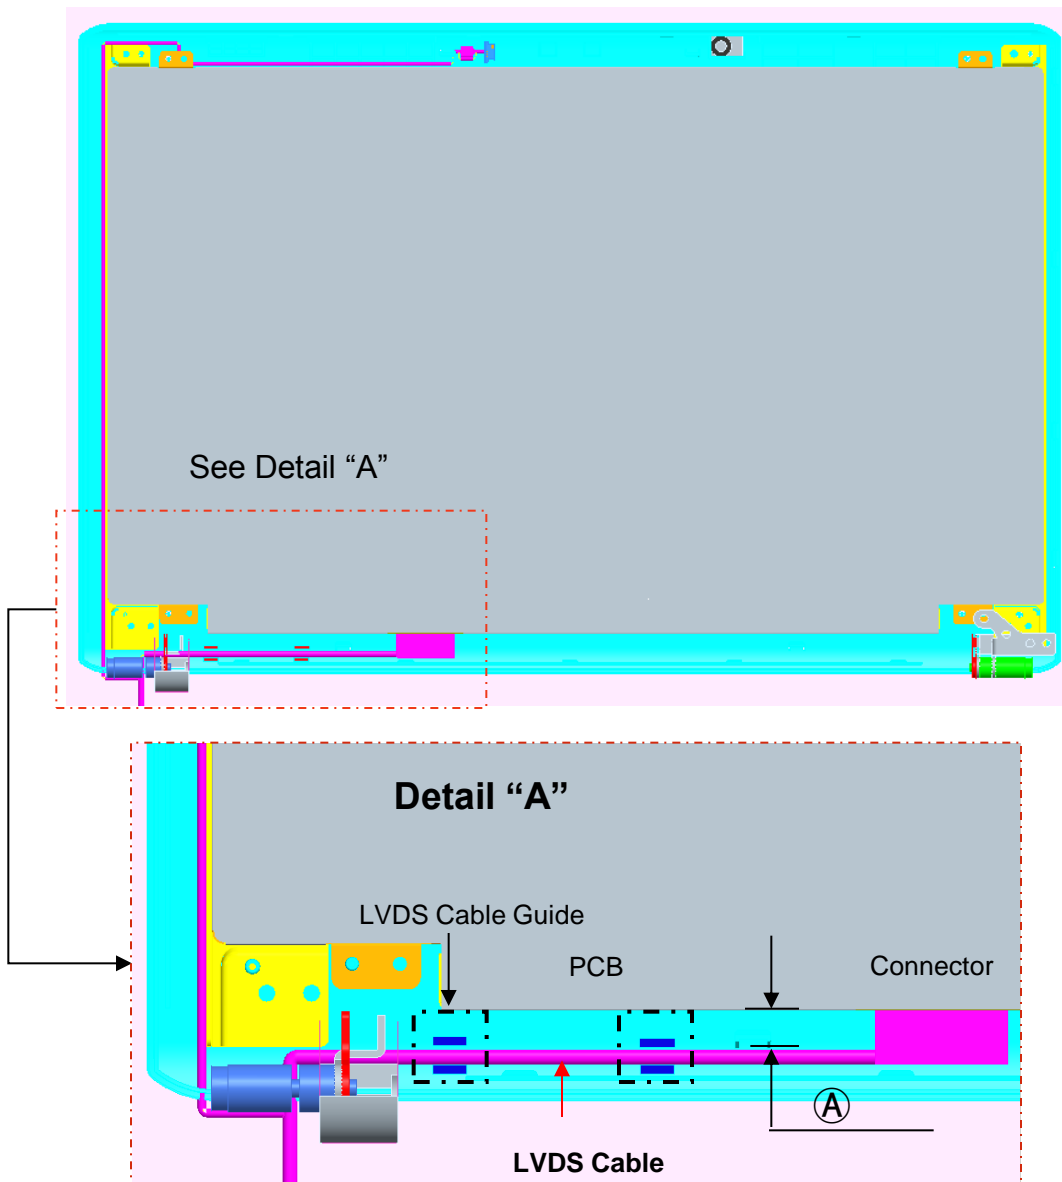 See Detail “A”
Detail “A”
LVDS Cable Guide
PCB
Connector
Ⓐ
LVDS Cable